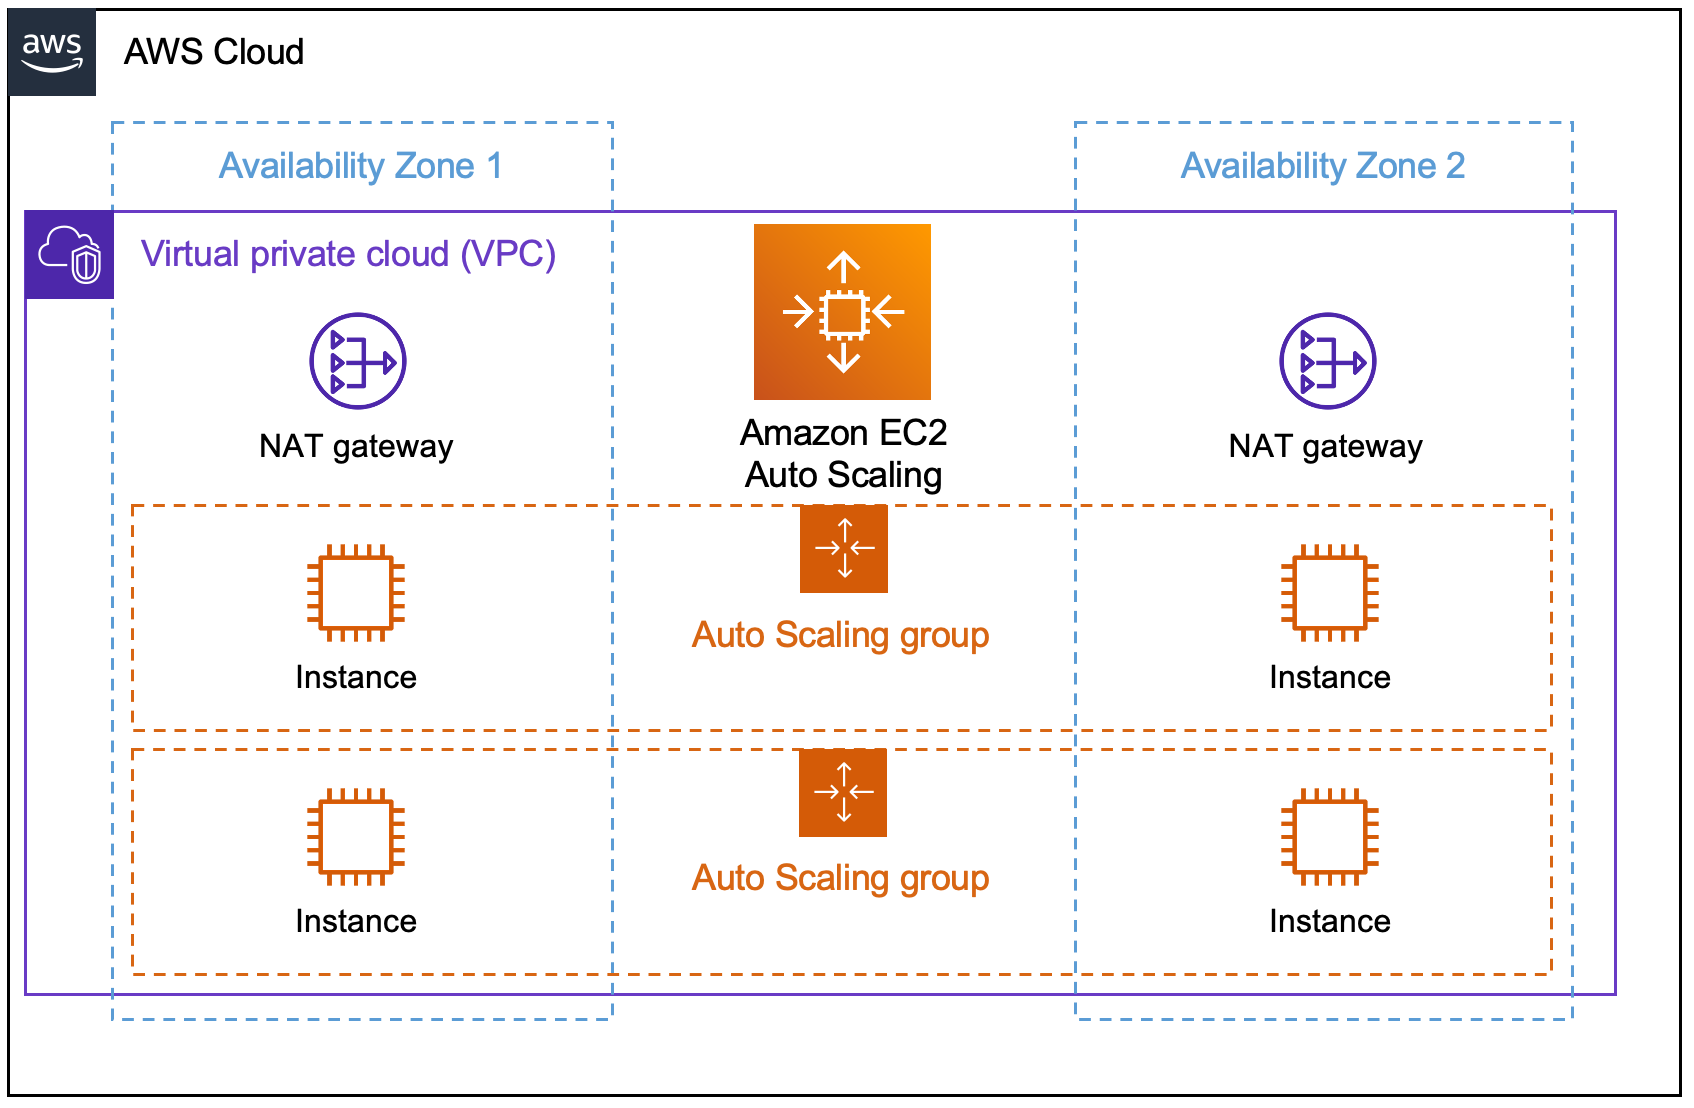 aws
AWS Cloud
Availability Zone 1
Availability Zone 2
Virtual private cloud (VPC)
NAT gateway
Amazon EC2
Auto Scaling
NAT gateway
Instance
Auto Scaling group
Instance
Instance
Auto Scaling group
Instance